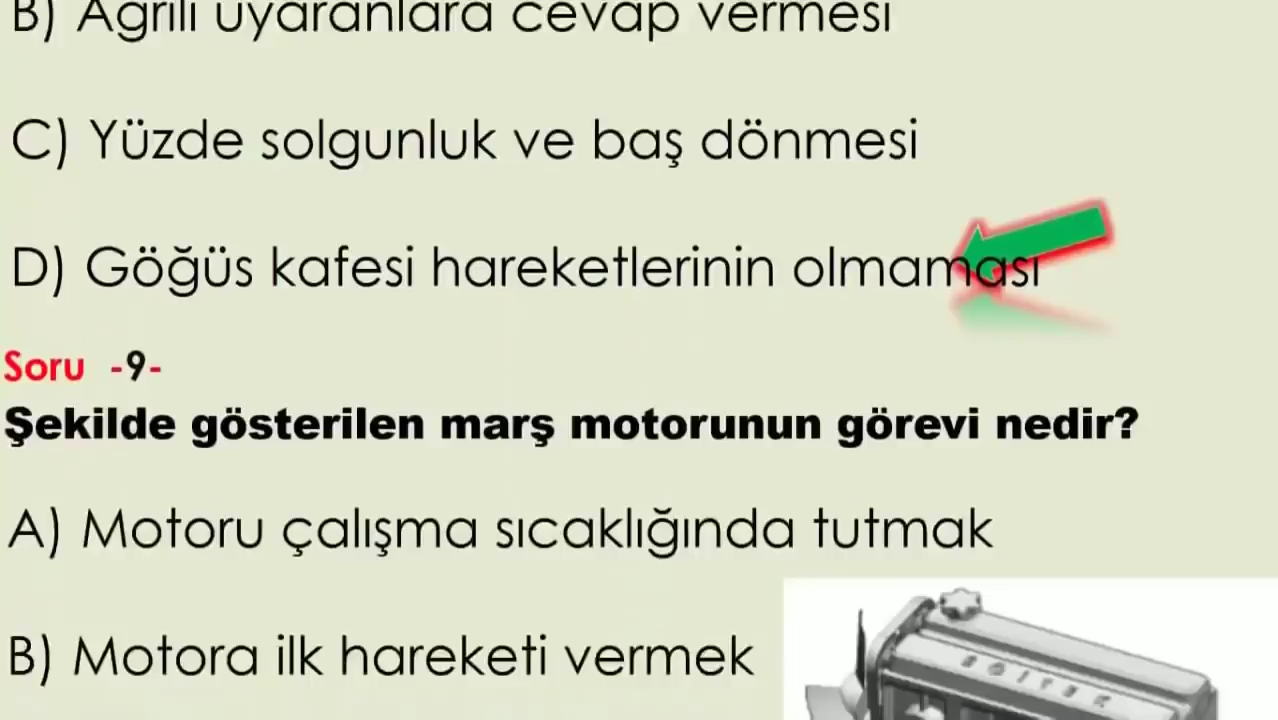 B) Ağrılı uyaranlara cevap vermesi
C) Yüzde solgunluk ve baş dönmesi
D) Göğüs kafesi hareketlerinin olmaması
Soru -9-
Şekilde gösterilen marş motorunun görevi nedir?
A) Motoru çalışma sıcaklığında tutmak
B) Motora ilk hareketi vermek